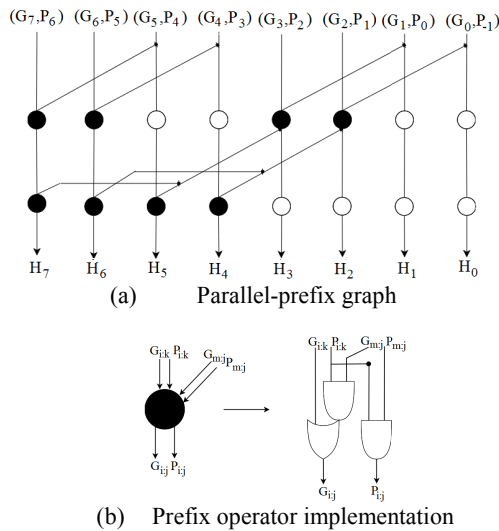 (G7,P6) (G6,P5) (G5,P4) (G4,P3) (G3,P2) (G2,P1) (G1,P0) (G0,P-1)
H7 H6 H5 H4 H3 H2 H1 H0
(a) Parallel-prefix graph
Gi:k Pi:k Gm:j Pm:j
Gi:j Pi:j
Gi:k Pi:k Gm:j Pm:j
Gi:j Pi:j
(b) Prefix operator implementation